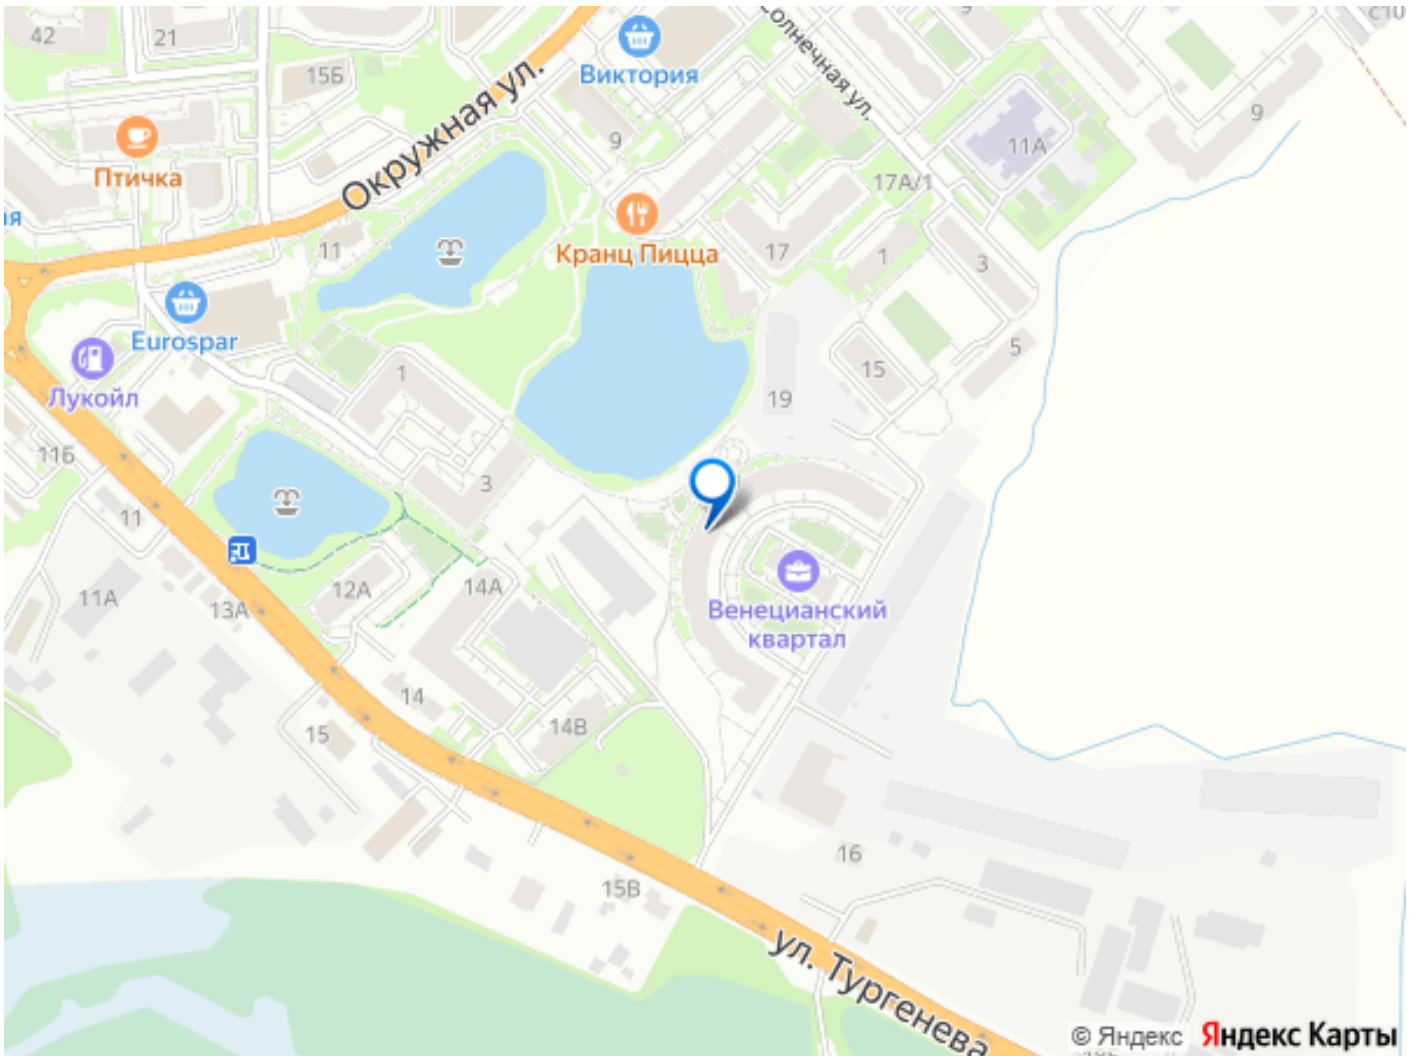 42
21
15Б
Виктория
Солнечная ул.
9
с10
Птичка
Окружная ул.
9
11А
9
ая
11
Кранц Пицца
17А/1
17
1
3
Eurospar
Лукойл
1
19
15
5
11Б
3
11
11А
13А
12А
14А
Венецианский
квартал
14
15
14В
16
15В
ул. Тургенева
© Яндекс
Яндекс Карты